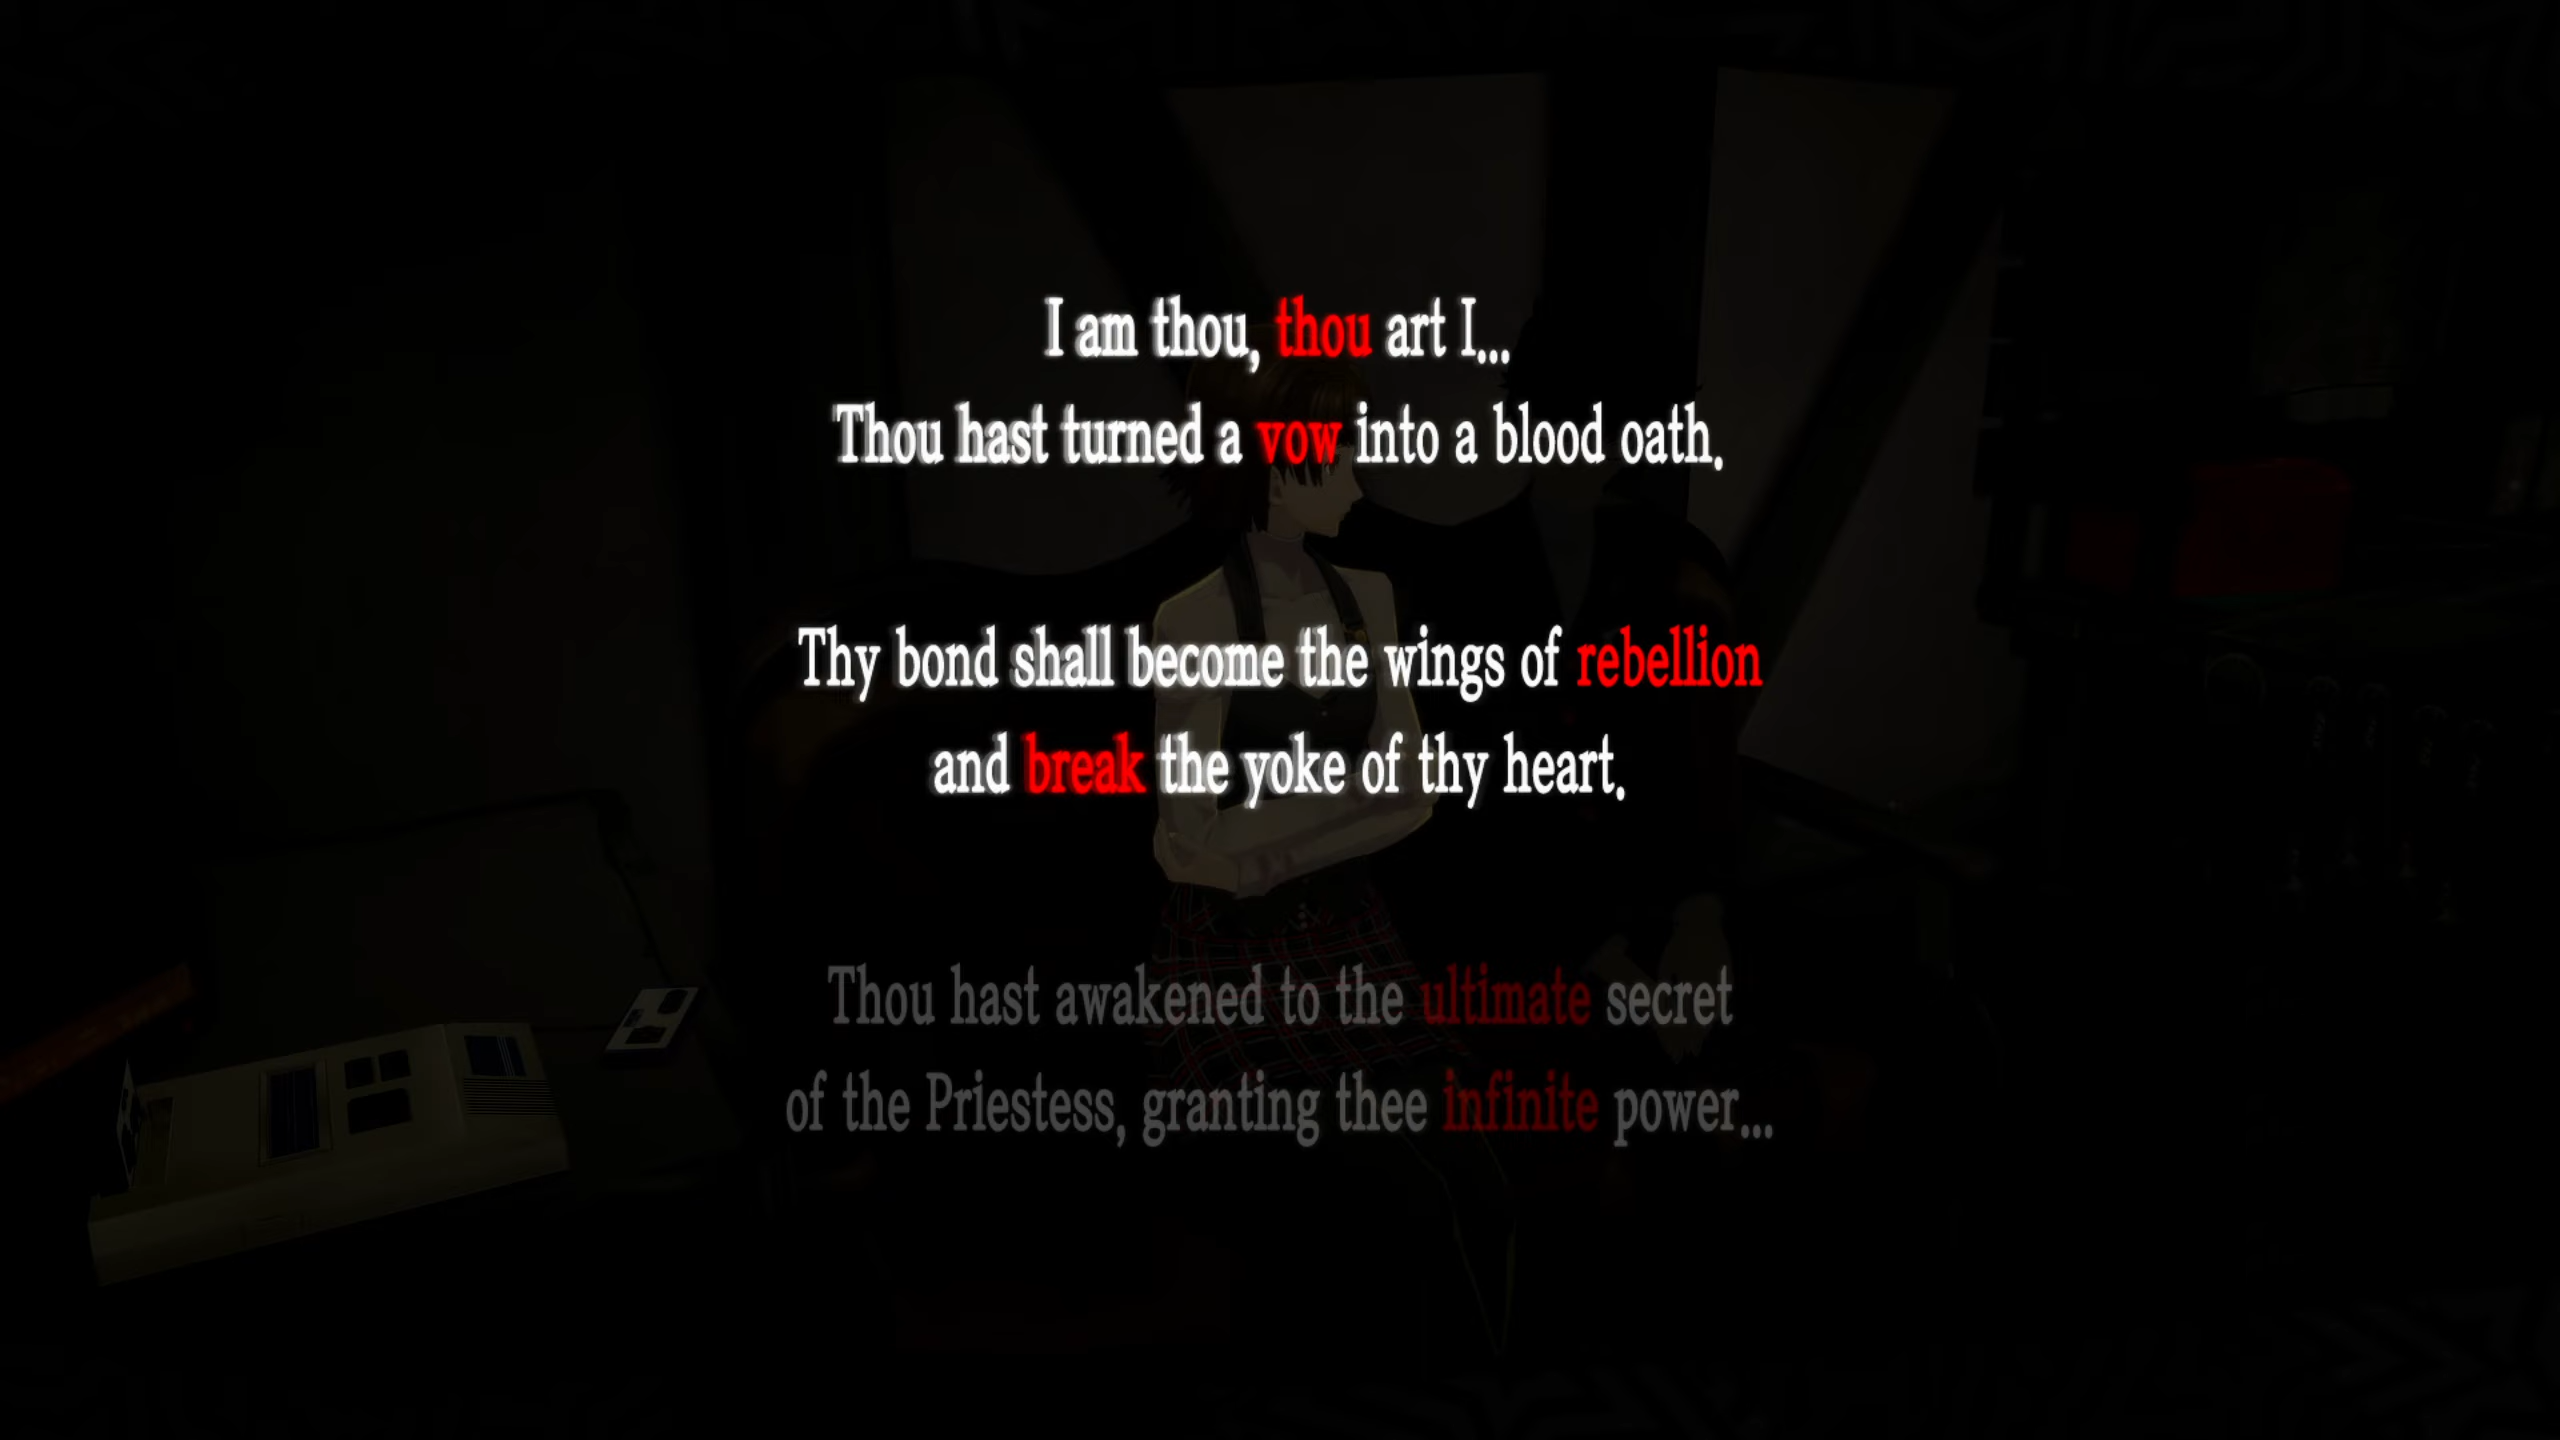 I am thou, thou art I...
Thou hast turned a vow into a blood oath.
Thy bond shall become the wings of rebellion
and break the yoke of thy heart.
Thou hast awakened to the ultimate secret
of the Priestess, granting thee infinite power...